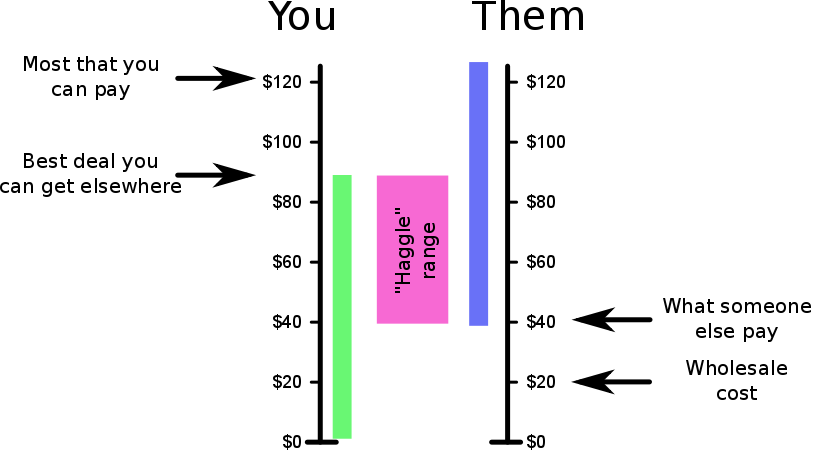 You
Them
Most that you
can pay
Best deal you
can get elsewhere
$120
$100
$80
$60
$40
$20
$0
"Haggle"
range
$120
$100
$80
$60
$40
$20
$0
What someone
else pay
Wholesale
cost